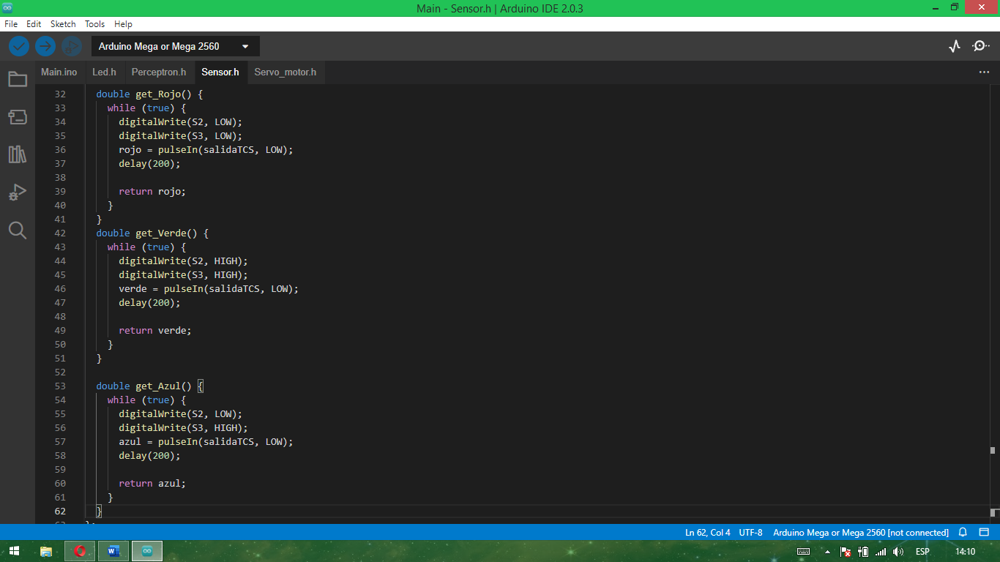 Main - Sensor.h | Arduino IDE 2.0.3
File Edit Sketch Tools Help
Arduino Mega or Mega 2560
Main.ino Led.h Perceptron.h Sensor.h Servo_motor.h
32 double get_Rojo() {
33 while (true) {
34 digitalWrite(S2, LOW);
35 digitalWrite(S3, LOW);
36 rojo = pulseIn(salidaTCS, LOW);
37 delay(200);
38
39 return rojo;
40 }
41 }
42 double get_Verde() {
43 while (true) {
44 digitalWrite(S2, HIGH);
45 digitalWrite(S3, HIGH);
46 verde = pulseIn(salidaTCS, LOW);
47 delay(200);
48
49 return verde;
50 }
51 }
52
53 double get_Azul() {
54 while (true) {
55 digitalWrite(S2, LOW);
56 digitalWrite(S3, HIGH);
57 azul = pulseIn(salidaTCS, LOW);
58 delay(200);
59
60 return azul;
61 }
62 }
Ln 62, Col 4 UTF-8 Arduino Mega or Mega 2560 [not connected]
ESP 14:10